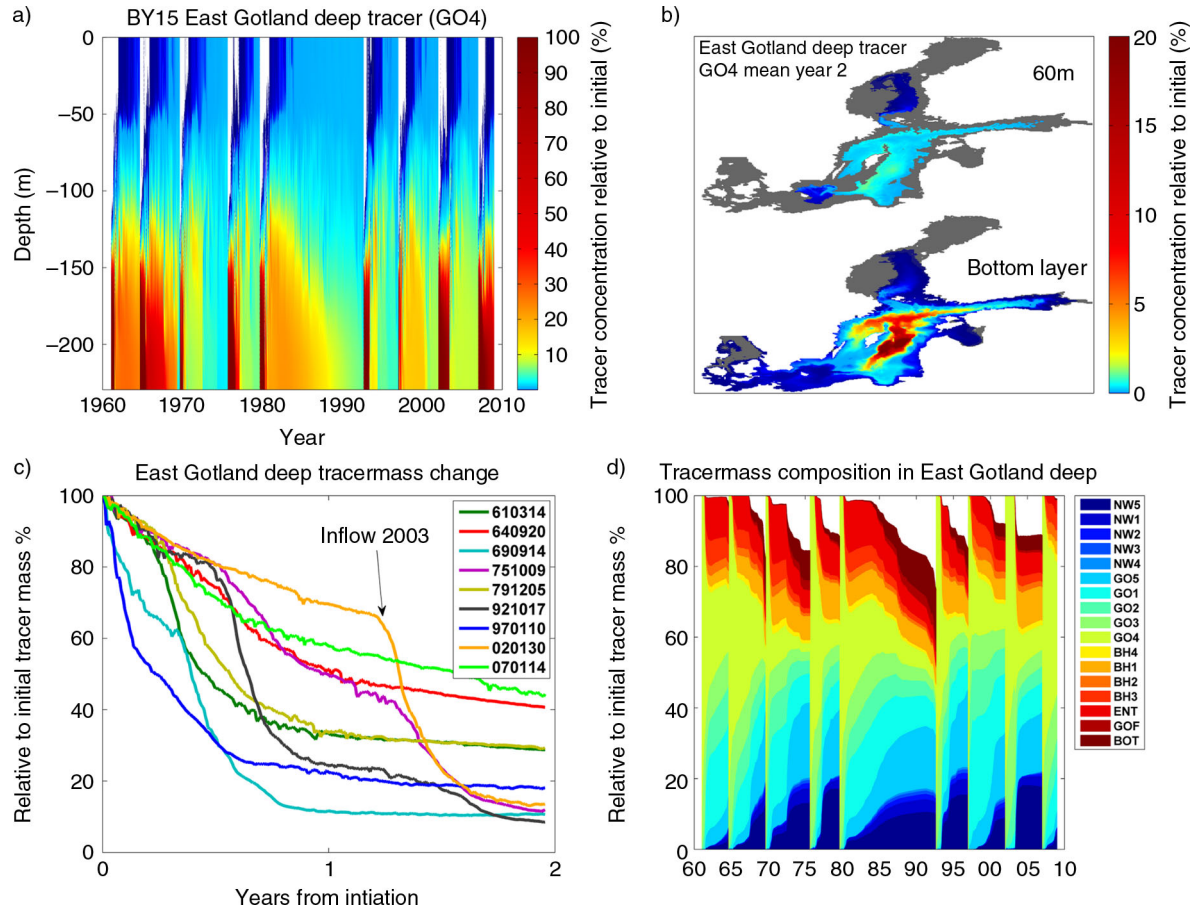 a)
BY15 East Gotland deep tracer (GO4)
0
−50
−100
−150
−200
Depth (m)
1960 1970 1980 1990 2000 2010
Year
100
90
80
70
60
50
40
30
20
10
Tracer concentration relative to initial (%)
b)
East Gotland deep tracer
GO4 mean year 2
60m
Bottom layer
20
15
10
5
0
Tracer concentration relative to initial (%)
c)
East Gotland deep tracermass change
100
80
60
40
20
0
Relative to initial tracer mass %
Inflow 2003
610314
640920
690914
751009
791205
921017
970110
020130
070114
0 1 2
Years from intiation
d)
Tracermass composition in East Gotland deep
100
80
60
40
20
0
Relative to initial tracer mass %
60 65 70 75 80 85 90 95 00 05 10
NW5
NW1
NW2
NW3
NW4
GO5
GO1
GO2
GO3
GO4
BH4
BH1
BH2
BH3
ENT
GOF
BOT